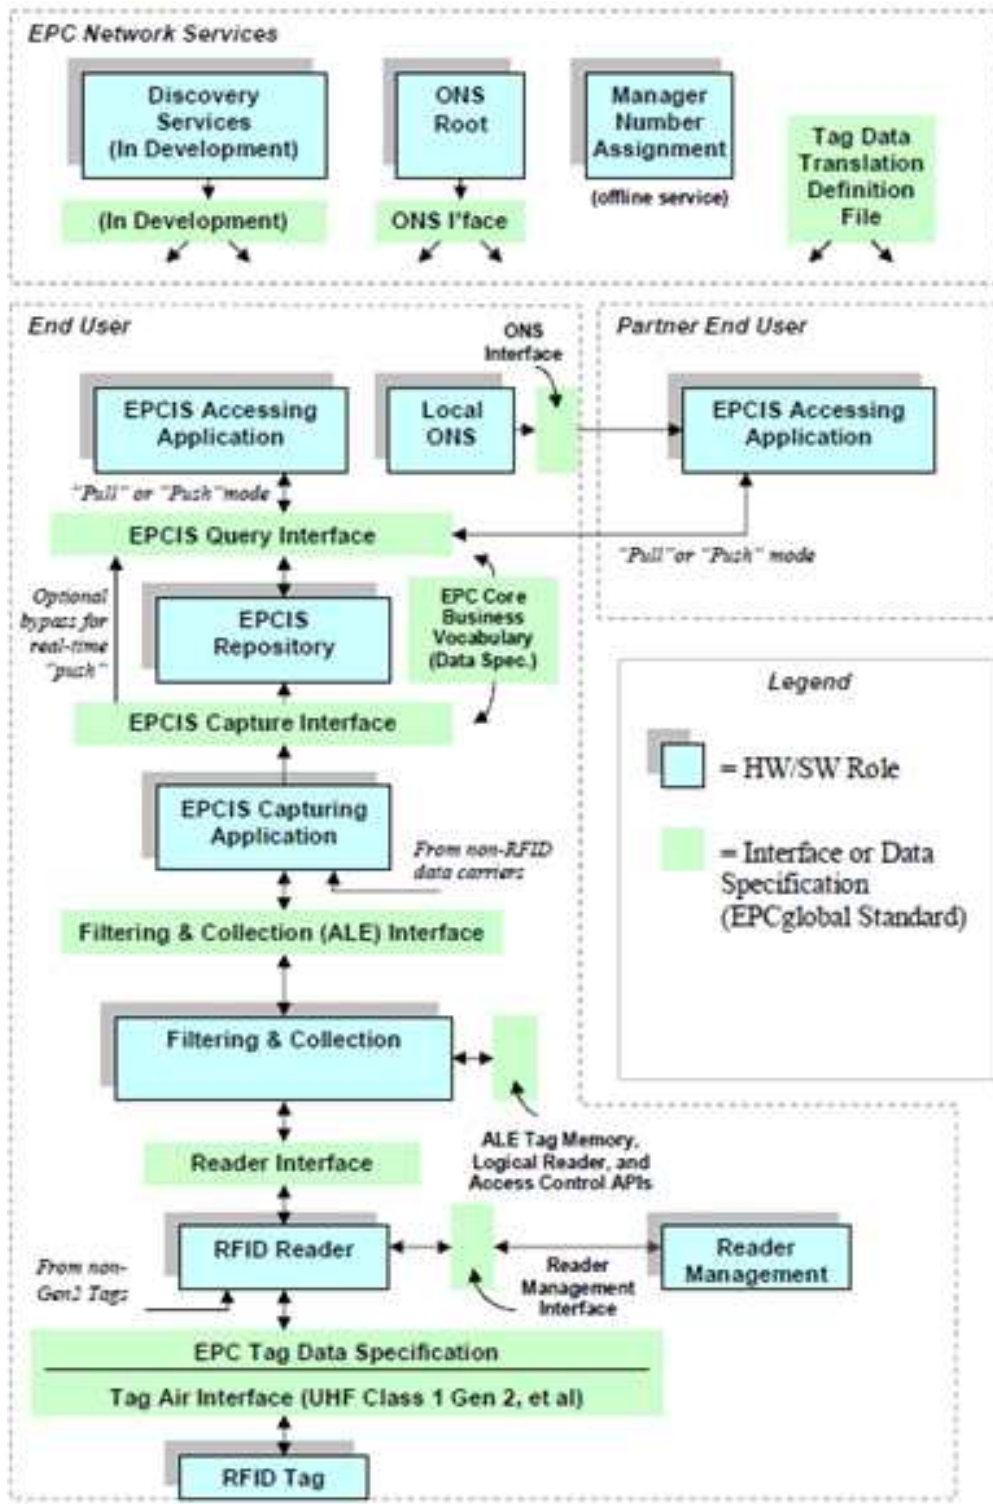 EPC Network Services
Discovery
Services
(In Development)
ONS
Root
Manager
Number
Assignment
(offline service)
Tag Data
Translation
Definition
File
(In Development)
ONS I'face
End User
ONS
Interface
Partner End User
EPCIS Accessing
Application
Local
ONS
EPCIS Accessing
Application
"Pull" or "Push"mode
EPCIS Query Interface
"Pull"or "Push" mode
Optional
bypass for
real-time
"push"
EPCIS
Repository
EPC Core
Business
Vocabulary
(Data Spec.)
EPCIS Capture Interface
Legend
= HW/SW Role
= Interface or Data
Specification
(EPCglobal Standard)
EPCIS Capturing
Application
From non-RFID
data carriers
Filtering & Collection (ALE) Interface
Filtering & Collection
ALE Tag Memory,
Logical Reader, and
Access Control APIs
Reader Interface
RFID Reader
Reader
Management
Interface
Reader
Management
From non-
Gen2 Tags
EPC Tag Data Specification
Tag Air Interface (UHF Class 1 Gen 2, et al)
RFID Tag